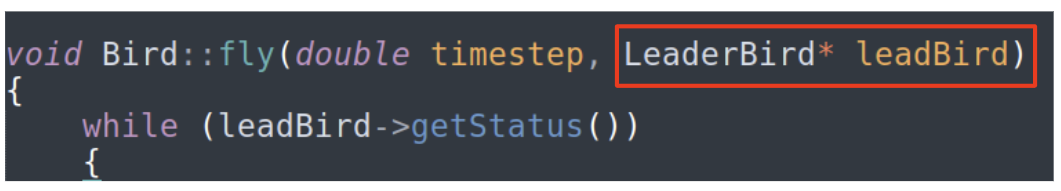 void Bird::fly(double timestep, LeaderBird* leadBird)
{
while (leadBird->getStatus())
{